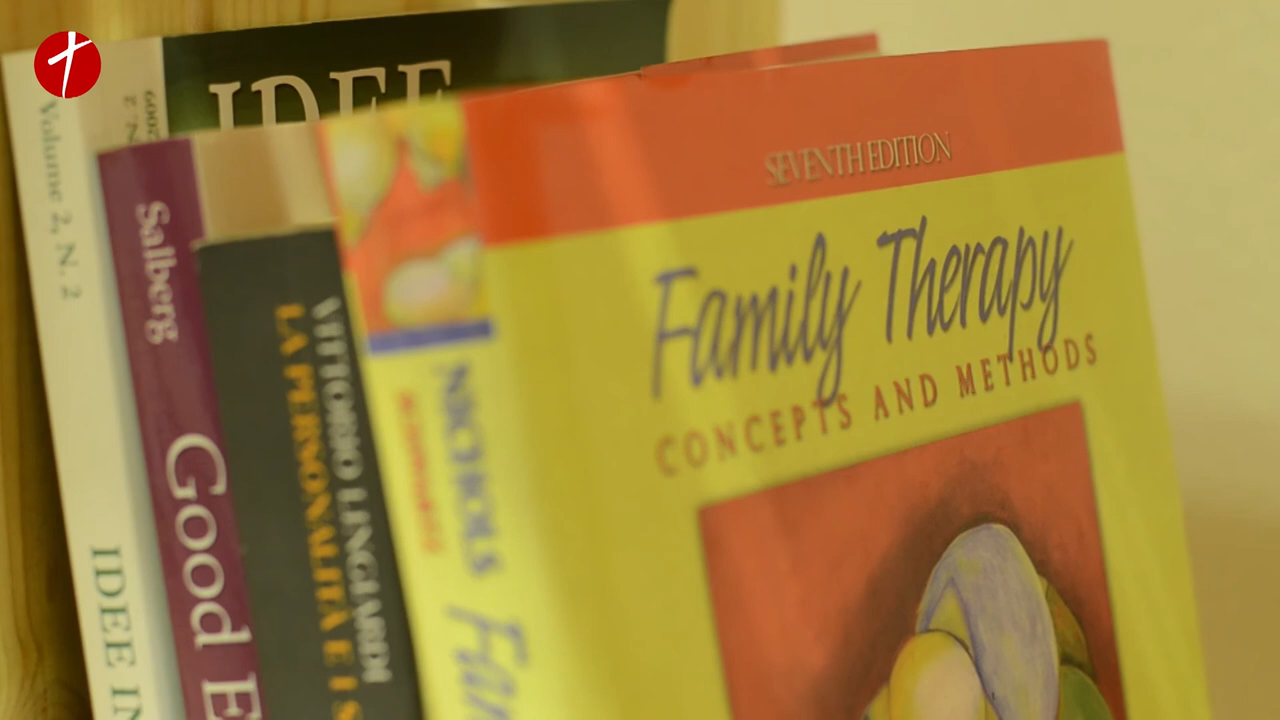 Volume 2, N. 2
IDEE IN
IDEE
Salberg
Good E
VITTORIO LINGIARDI
LA PERSONALITÀ E I S
NICHOLS
Fam
SEVENTH EDITION
Family Therapy
CONCEPTS AND METHODS